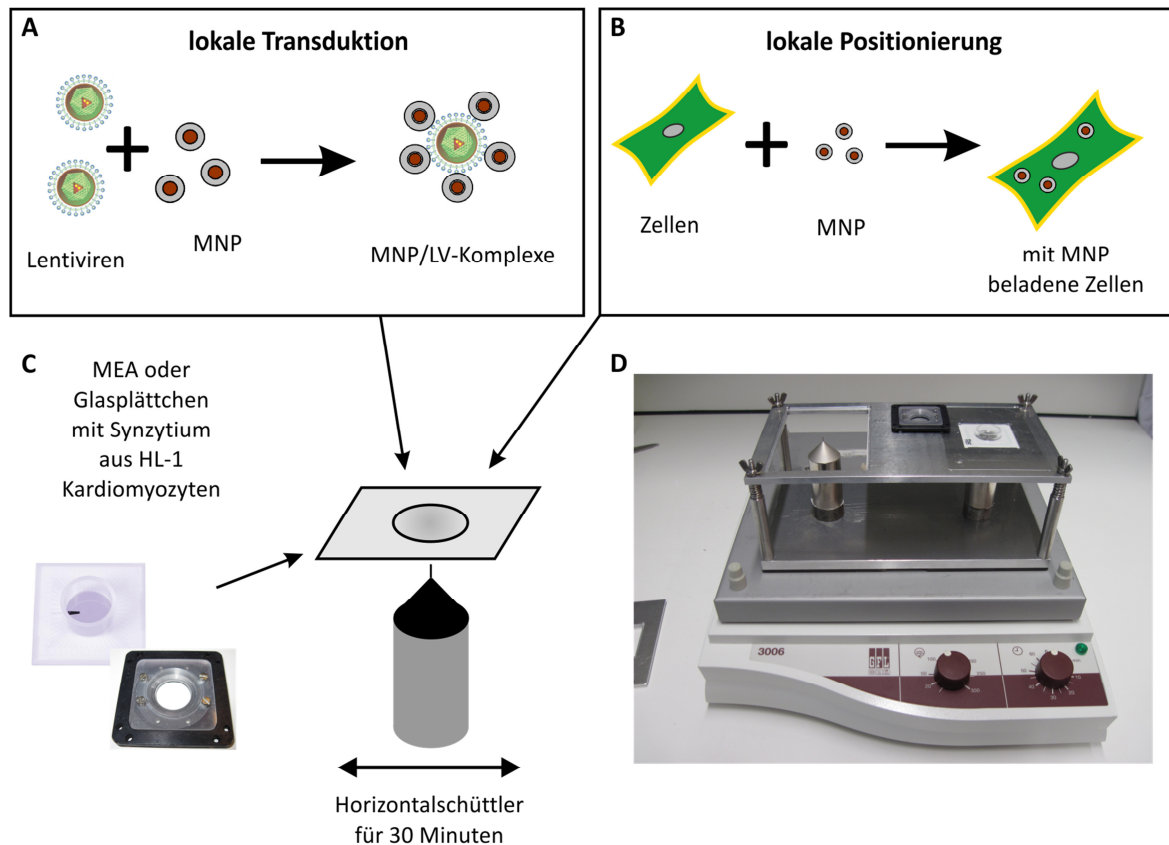 A
lokale Transduktion
Lentiviren
MNP
MNP/LV-Komplexe
B
lokale Positionierung
Zellen
MNP
mit MNP
beladene Zellen
C
MEA oder
Glasplättchen
mit Synzytium
aus HL-1
Kardiomyozyten
Horizontalschüttler
für 30 Minuten
D
3006
GFL